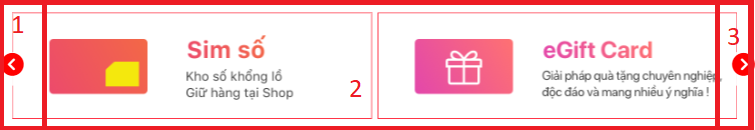 1
Sim số
Kho số khổng lồ
Giữ hàng tại Shop
2
eGift Card
Giải pháp quà tặng chuyên nghiệp,
độc đáo và mang nhiều ý nghĩa !
3